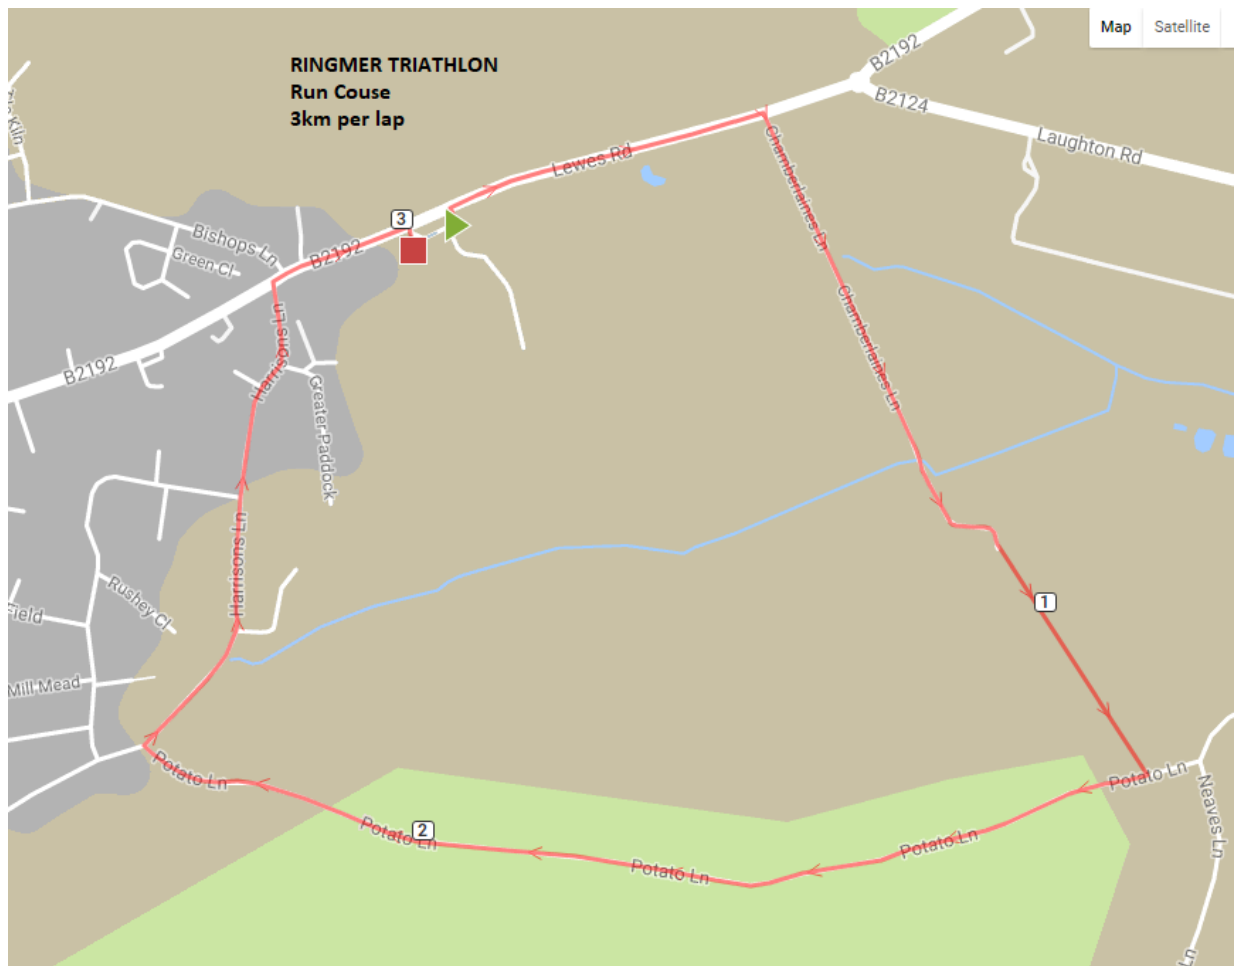 Map
Satellite
RINGMER TRIATHLON
Run Couse
3km per lap
B2192
B2124
Laughton Rd
Lewes Rd
Chamberlaines Ln
Kiln
3
Bishops Ln
B2192
Green Cl
Chamberlaines Ln
Harrisons Ln
B2192
Greater Paddock
Harrisons Ln
Rushey Cl
1
Field
Mill Mead
Potato Ln
Potato Ln
Neaves Ln
2
Potato Ln
Potato Ln
Potato Ln
Ln